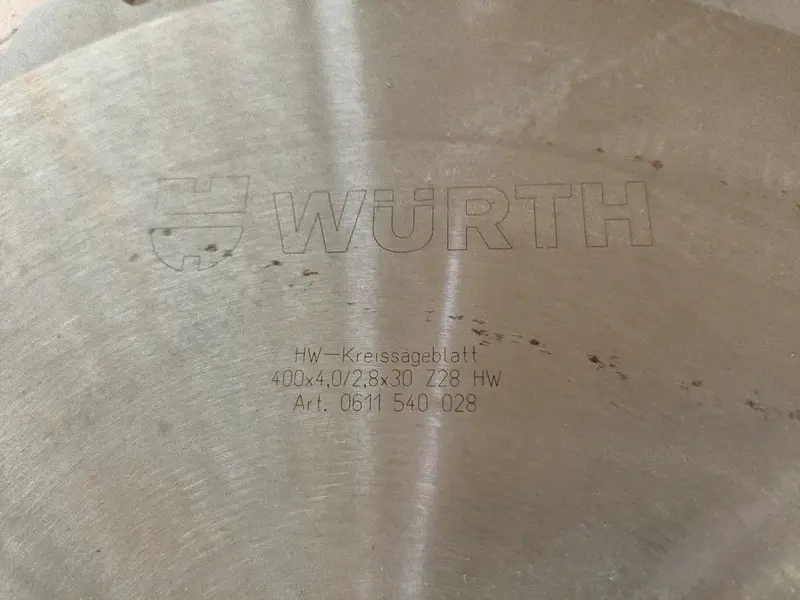 WÜRTH
HW-Kreissägeblatt
400x4,0/2,8x30 Z28 HW
Art. 0611 540 028